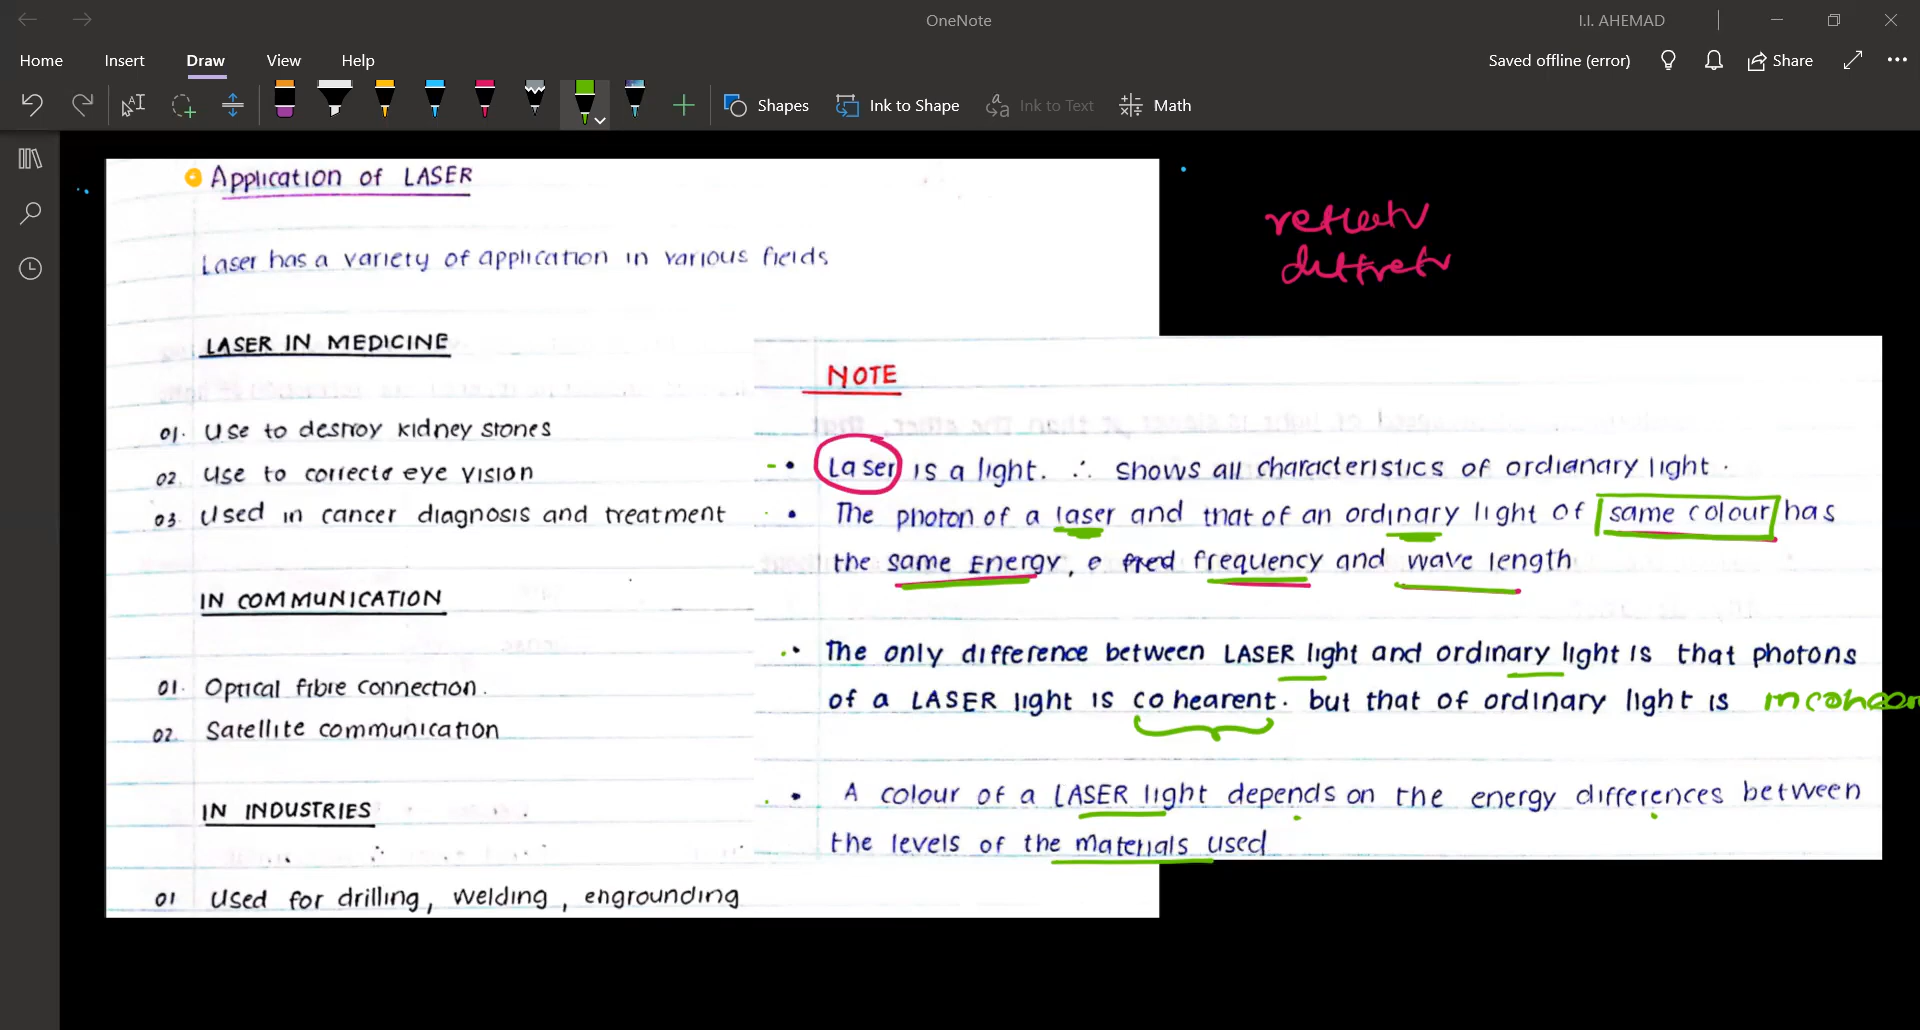 OneNote
I.I. AHEMAD
Home Insert Draw View Help
Saved offline (error)
Share
Shapes
Ink to Shape
Ink to Text
Math
Application of LASER
Laser has a variety of application in various fields
LASER IN MEDICINE
01. Use to destroy kidney stones
02. Use to correcte eye vision
03. Used in cancer diagnosis and treatment
IN COMMUNICATION
01. Optical fibre connection.
02. Satellite communication
IN INDUSTRIES
01 Used for drilling, welding, engrounding
NOTE
• Laser is a light. ∴ shows all characteristics of ordianary light.
• The photon of a laser and that of an ordinary light of same colour has
the same Energy, e fred frequency and wave length
• The only difference between LASER light and ordinary light is that photons
of a LASER light is cohearent. but that of ordinary light is
• A colour of a LASER light depends on the energy differences between
the levels of the materials used